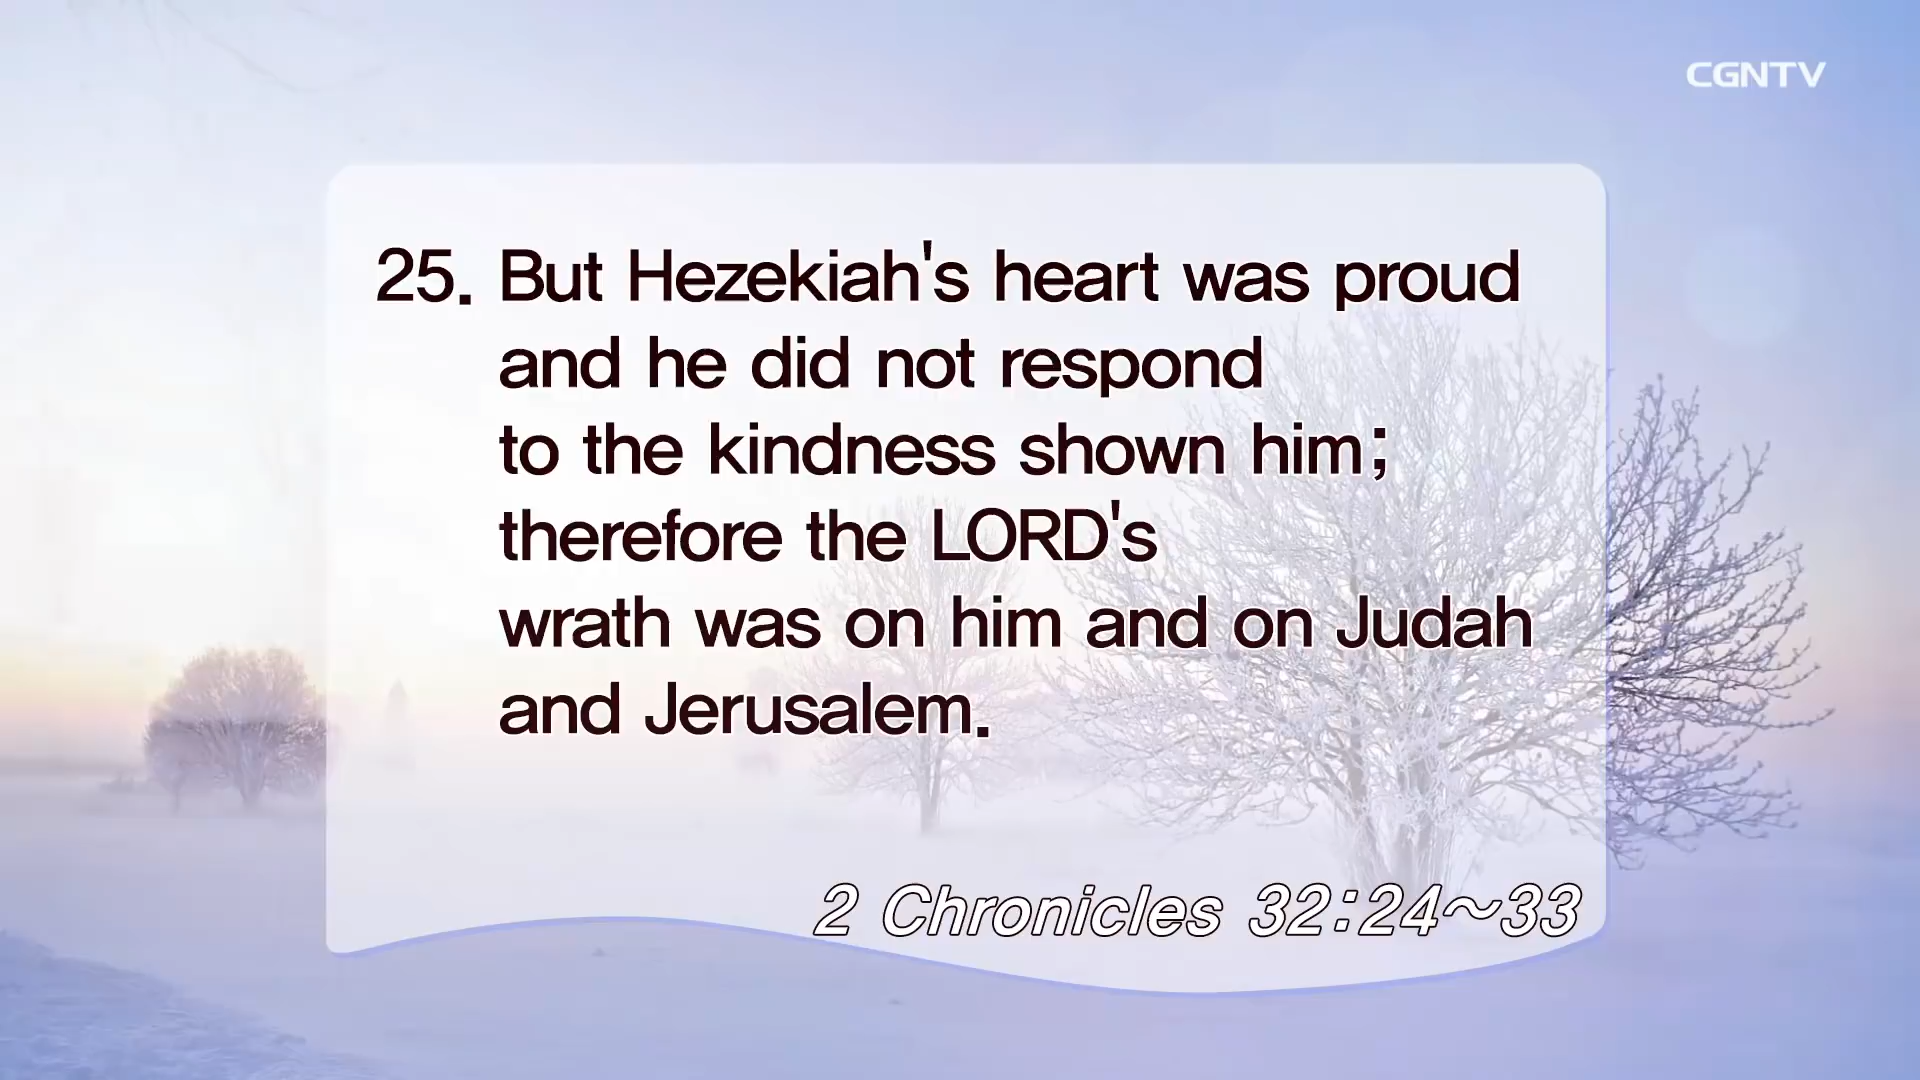 CGNTV
25. But Hezekiah's heart was proud
and he did not respond
to the kindness shown him;
therefore the LORD's
wrath was on him and on Judah
and Jerusalem.
2 Chronicles 32:24~33